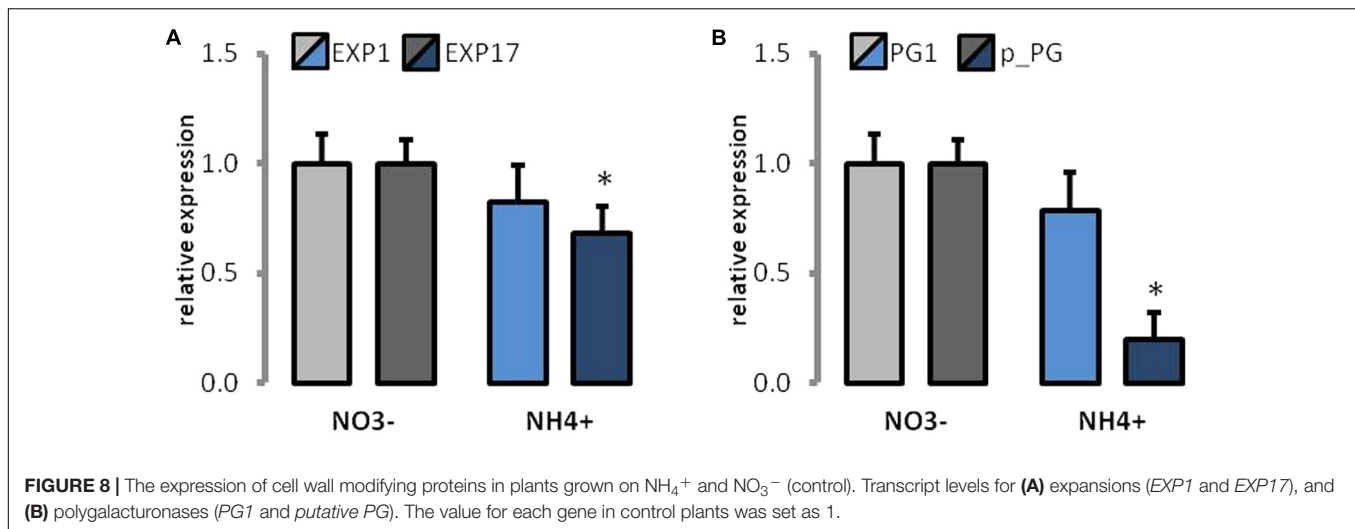 A
B
1.5
EXP1 EXP17
1.0
0.5
0.0
relative expression
*
NO3- NH4+
1.5
PG1 p_PG
1.0
0.5
0.0
relative expression
*
NO3- NH4+
FIGURE 8 | The expression of cell wall modifying proteins in plants grown on NH₄⁺ and NO₃⁻ (control). Transcript levels for (A) expansions (EXP1 and EXP17), and
(B) polygalacturonases (PG1 and putative PG). The value for each gene in control plants was set as 1.